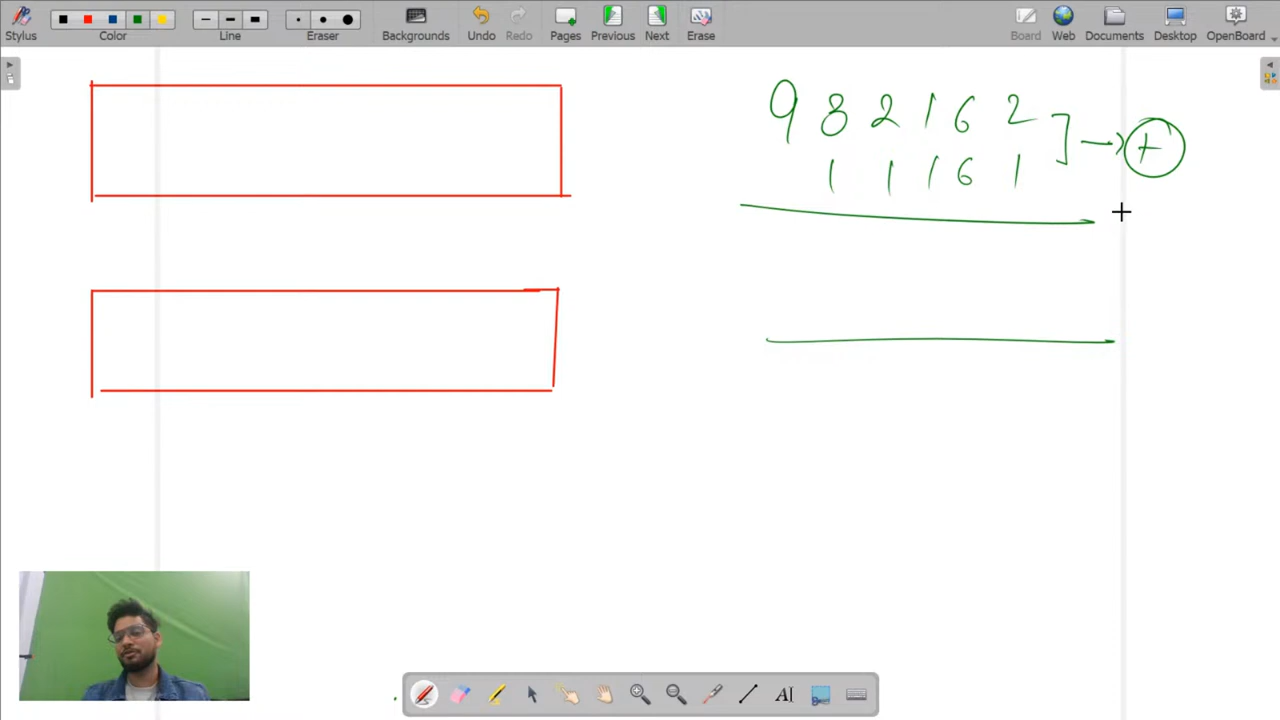 Stylus Color Line Eraser Backgrounds Undo Redo Pages Previous Next Erase Board Web Documents Desktop OpenBoard
9 8 2 1 6 2 ] → +
1 1 1 6 1
AI